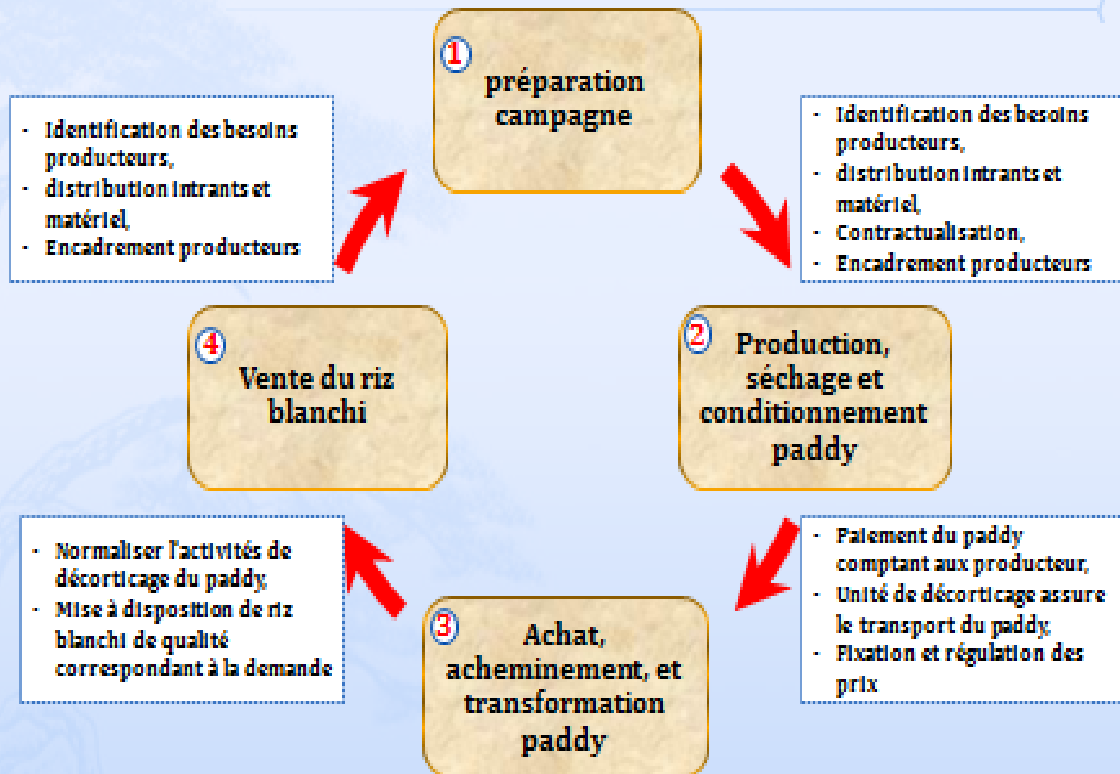 ①
préparation
campagne
- Identification des besoins
producteurs,
- distribution intrants et
matériel,
- Encadrement producteurs
- Identification des besoins
producteurs,
- distribution intrants et
matériel,
- Contractualisation,
- Encadrement producteurs
④
Vente du riz
blanchi
②
Production,
séchage et
conditionnement
paddy
- Normaliser l'activités de
décorticage du paddy,
- Mise à disposition de riz
blanchi de qualité
correspondant à la demande
③
Achat,
acheminement, et
transformation
paddy
- Paiement du paddy
comptant aux producteur,
- Unité de décorticage assure
le transport du paddy,
- Fixation et régulation des
prix